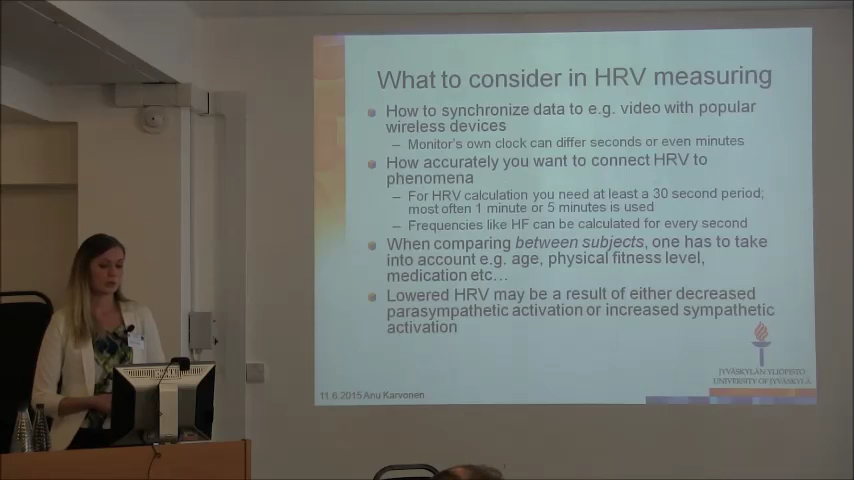 What to consider in HRV measuring
How to synchronize data to e.g. video with popular
wireless devices
– Monitor's own clock can differ seconds or even minutes
How accurately you want to connect HRV to
phenomena
– For HRV calculation you need at least a 30 second period;
most often 1 minute or 5 minutes is used
– Frequencies like HF can be calculated for every second
When comparing between subjects, one has to take
into account e.g. age, physical fitness level,
medication etc…
Lowered HRV may be a result of either decreased
parasympathetic activation or increased sympathetic
activation
JYVÄSKYLÄN YLIOPISTO
UNIVERSITY OF JYVÄSKYLÄ
11.6.2015 Anu Karvonen